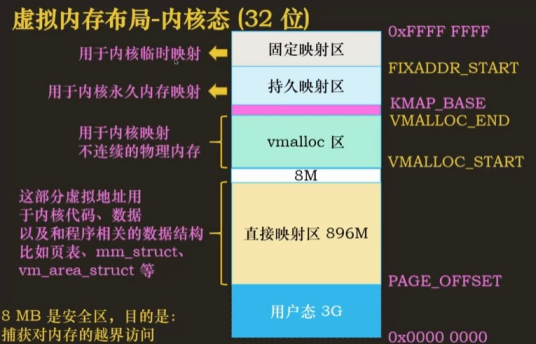 虚拟内存布局-内核态 (32 位)
0xFFFF FFFF
用于内核临时映射
固定映射区
FIXADDR_START
用于内核永久内存映射
持久映射区
KMAP_BASE
VMALLOC_END
用于内核映射
不连续的物理内存
vmalloc 区
VMALLOC_START
8M
这部分虚拟地址用
于内核代码、数据
以及和程序相关的数据结构
比如页表、mm_struct、
vm_area_struct 等
直接映射区 896M
PAGE_OFFSET
用户态 3G
8 MB 是安全区，目的是:
捕获对内存的越界访问
0x0000 0000